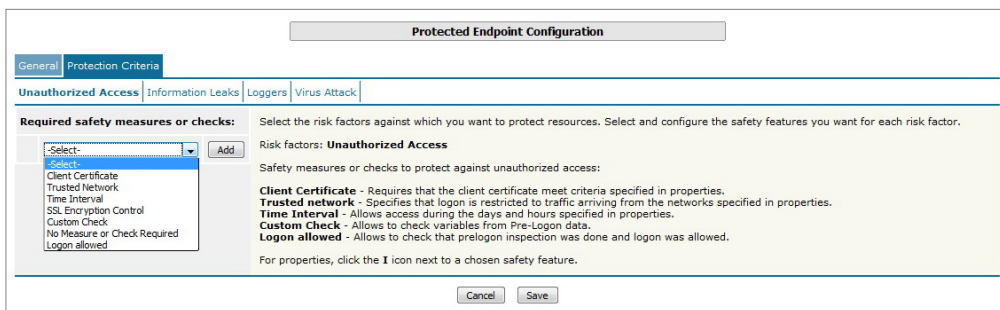 Protected Endpoint Configuration
General Protection Criteria
Unauthorized Access Information Leaks Loggers Virus Attack
Required safety measures or checks:
-Select- Add
-Select-
Client Certificate
Trusted Network
Time Interval
SSL Encryption Control
Custom Check
No Measure or Check Required
Logon allowed
Select the risk factors against which you want to protect resources. Select and configure the safety features you want for each risk factor.
Risk factors: Unauthorized Access
Safety measures or checks to protect against unauthorized access:
Client Certificate - Requires that the client certificate meet criteria specified in properties.
Trusted network - Specifies that logon is restricted to traffic arriving from the networks specified in properties.
Time Interval - Allows access during the days and hours specified in properties.
Custom Check - Allows to check variables from Pre-Logon data.
Logon allowed - Allows to check that prelogon inspection was done and logon was allowed.
For properties, click the I icon next to a chosen safety feature.
Cancel Save